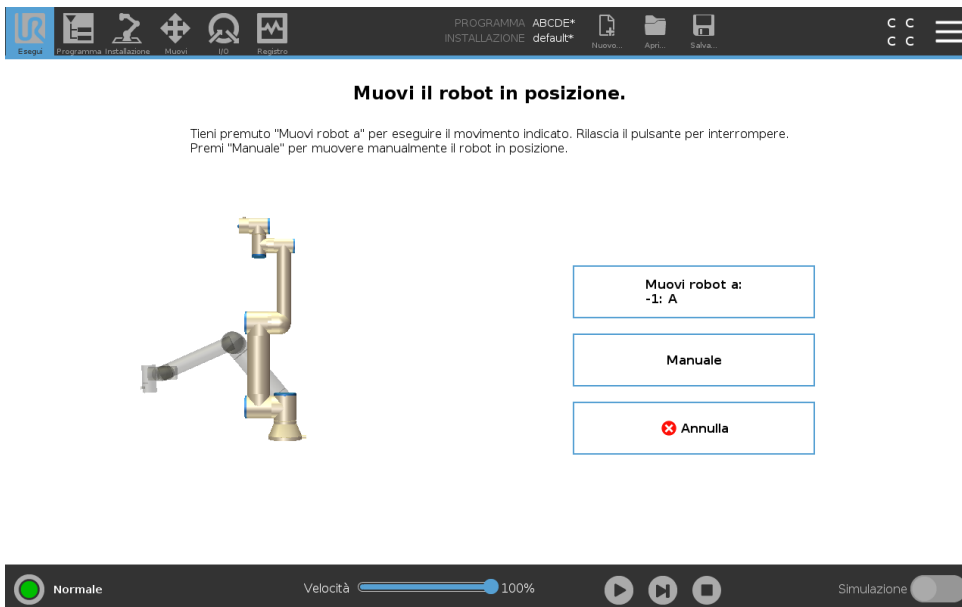 UR
Esegui Programma Installazione Muovi I/O Registro
PROGRAMMA ABCDE*
INSTALLAZIONE default*
Nuovo... Apri... Salva...
C C
C C
Muovi il robot in posizione.
Tieni premuto "Muovi robot a" per eseguire il movimento indicato. Rilascia il pulsante per interrompere.
Premi "Manuale" per muovere manualmente il robot in posizione.
Muovi robot a:
-1: A
Manuale
Annulla
Normale
Velocità 100%
Simulazione